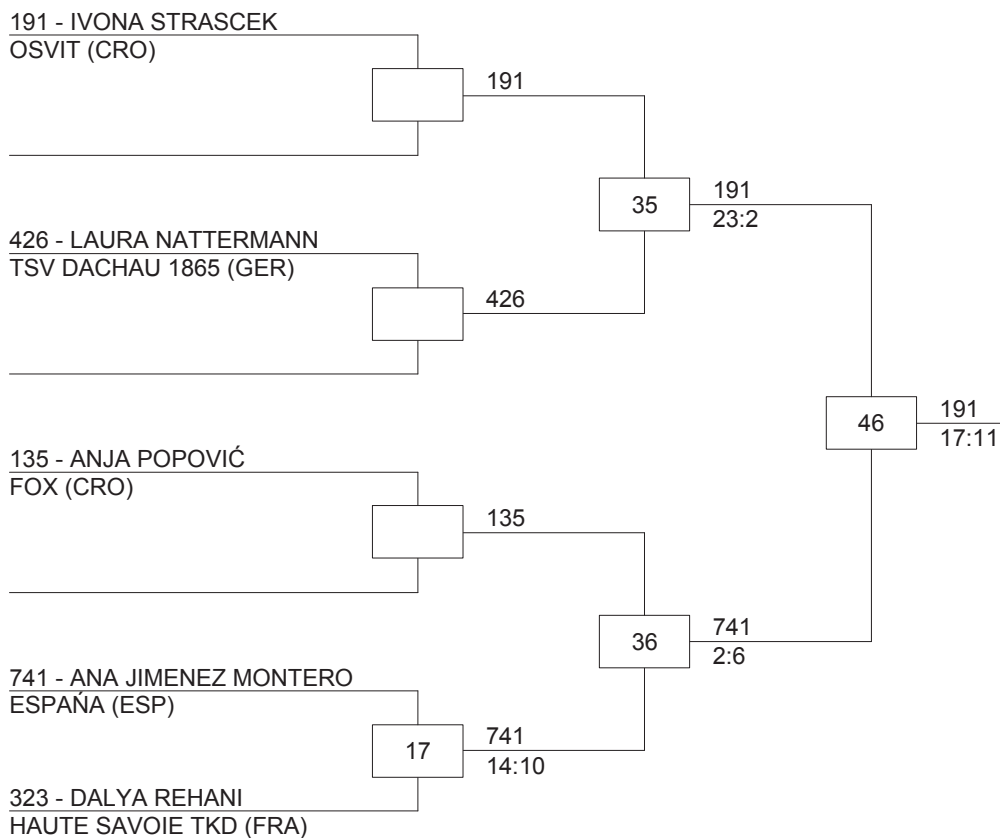 191 - IVONA STRASCEK
OSVIT (CRO)
191
35
191
23:2
426 - LAURA NATTERMANN
TSV DACHAU 1865 (GER)
426
46
191
17:11
135 - ANJA POPOVIĆ
FOX (CRO)
135
36
741
2:6
741 - ANA JIMENEZ MONTERO
ESPAŃA (ESP)
17
741
14:10
323 - DALYA REHANI
HAUTE SAVOIE TKD (FRA)